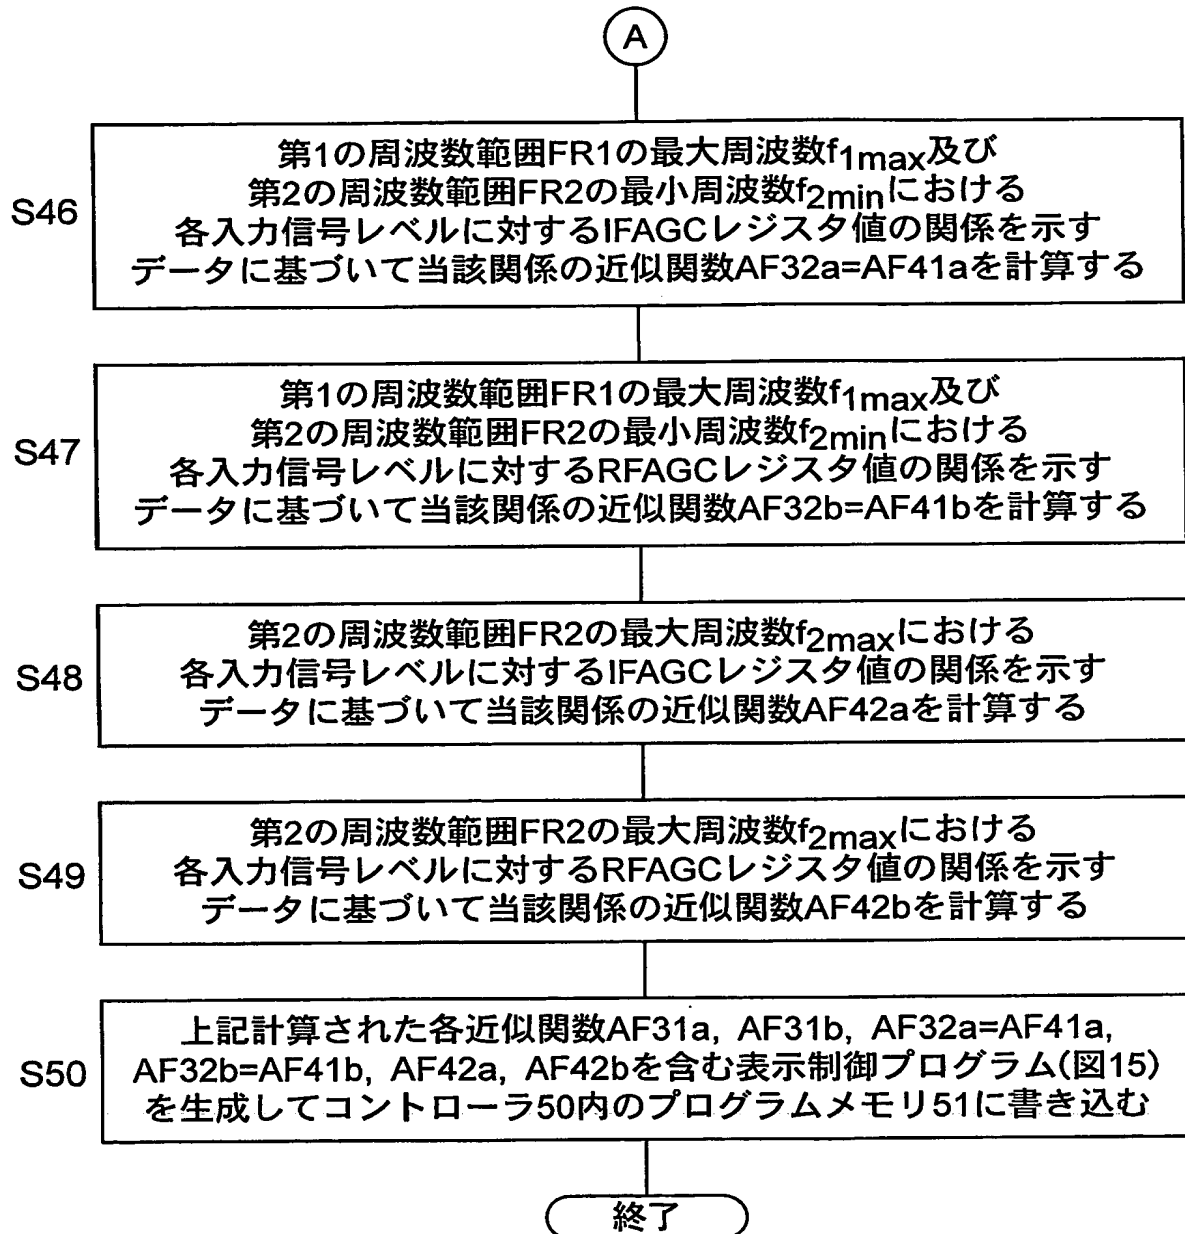 A
S46
第1の周波数範囲FR1の最大周波数f1max及び
第2の周波数範囲FR2の最小周波数f2minにおける
各入力信号レベルに対するIFAGCレジスタ値の関係を示す
データに基づいて当該関係の近似関数AF32a=AF41aを計算する
S47
第1の周波数範囲FR1の最大周波数f1max及び
第2の周波数範囲FR2の最小周波数f2minにおける
各入力信号レベルに対するRFAGCレジスタ値の関係を示す
データに基づいて当該関係の近似関数AF32b=AF41bを計算する
S48
第2の周波数範囲FR2の最大周波数f2maxにおける
各入力信号レベルに対するIFAGCレジスタ値の関係を示す
データに基づいて当該関係の近似関数AF42aを計算する
S49
第2の周波数範囲FR2の最大周波数f2maxにおける
各入力信号レベルに対するRFAGCレジスタ値の関係を示す
データに基づいて当該関係の近似関数AF42bを計算する
S50
上記計算された各近似関数AF31a, AF31b, AF32a=AF41a,
AF32b=AF41b, AF42a, AF42bを含む表示制御プログラム(図15)
を生成してコントローラ50内のプログラムメモリ51に書き込む
終了